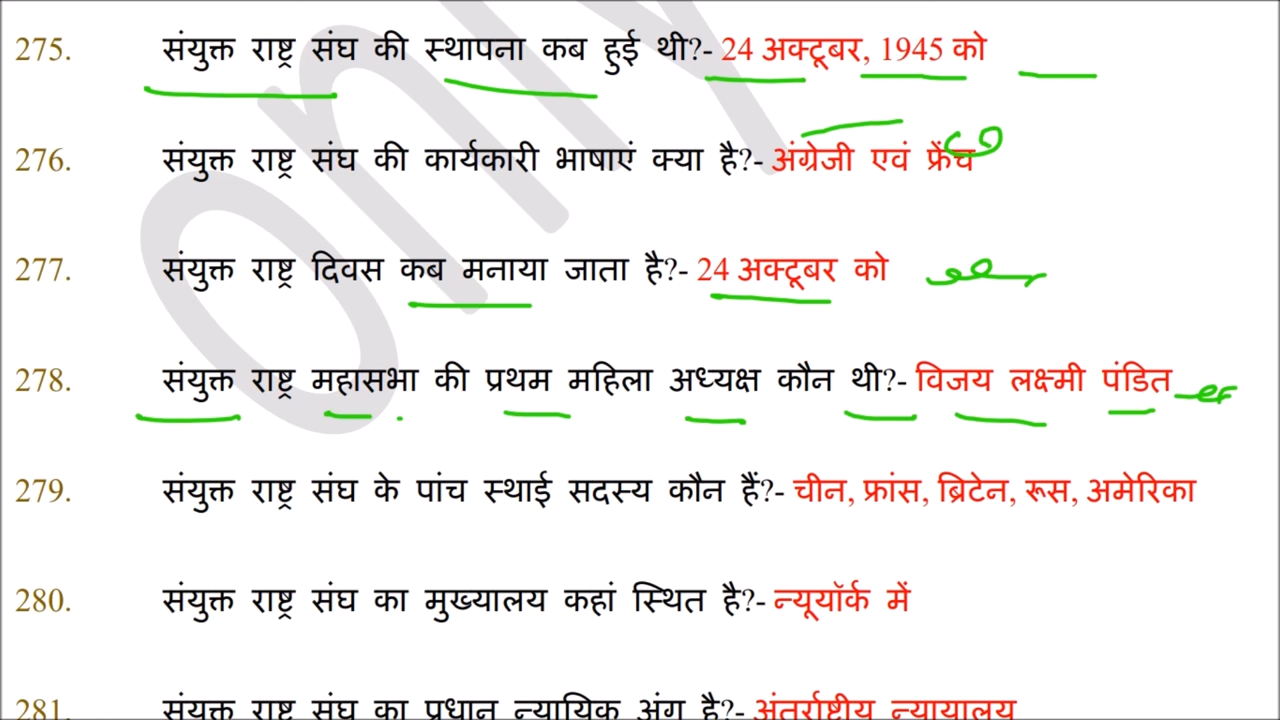 275. संयुक्त राष्ट्र संघ की स्थापना कब हुई थी?- 24 अक्टूबर, 1945 को
276. संयुक्त राष्ट्र संघ की कार्यकारी भाषाएं क्या है?- अंग्रेजी एवं फ्रेंच
277. संयुक्त राष्ट्र दिवस कब मनाया जाता है?- 24 अक्टूबर को
278. संयुक्त राष्ट्र महासभा की प्रथम महिला अध्यक्ष कौन थी?- विजय लक्ष्मी पंडित
279. संयुक्त राष्ट्र संघ के पांच स्थाई सदस्य कौन हैं?- चीन, फ्रांस, ब्रिटेन, रूस, अमेरिका
280. संयुक्त राष्ट्र संघ का मुख्यालय कहां स्थित है?- न्यूयॉर्क में
281. संयुक्त राष्ट्र संघ का प्रधान न्यायिक अंग है?- अंतर्राष्ट्रीय न्यायालय